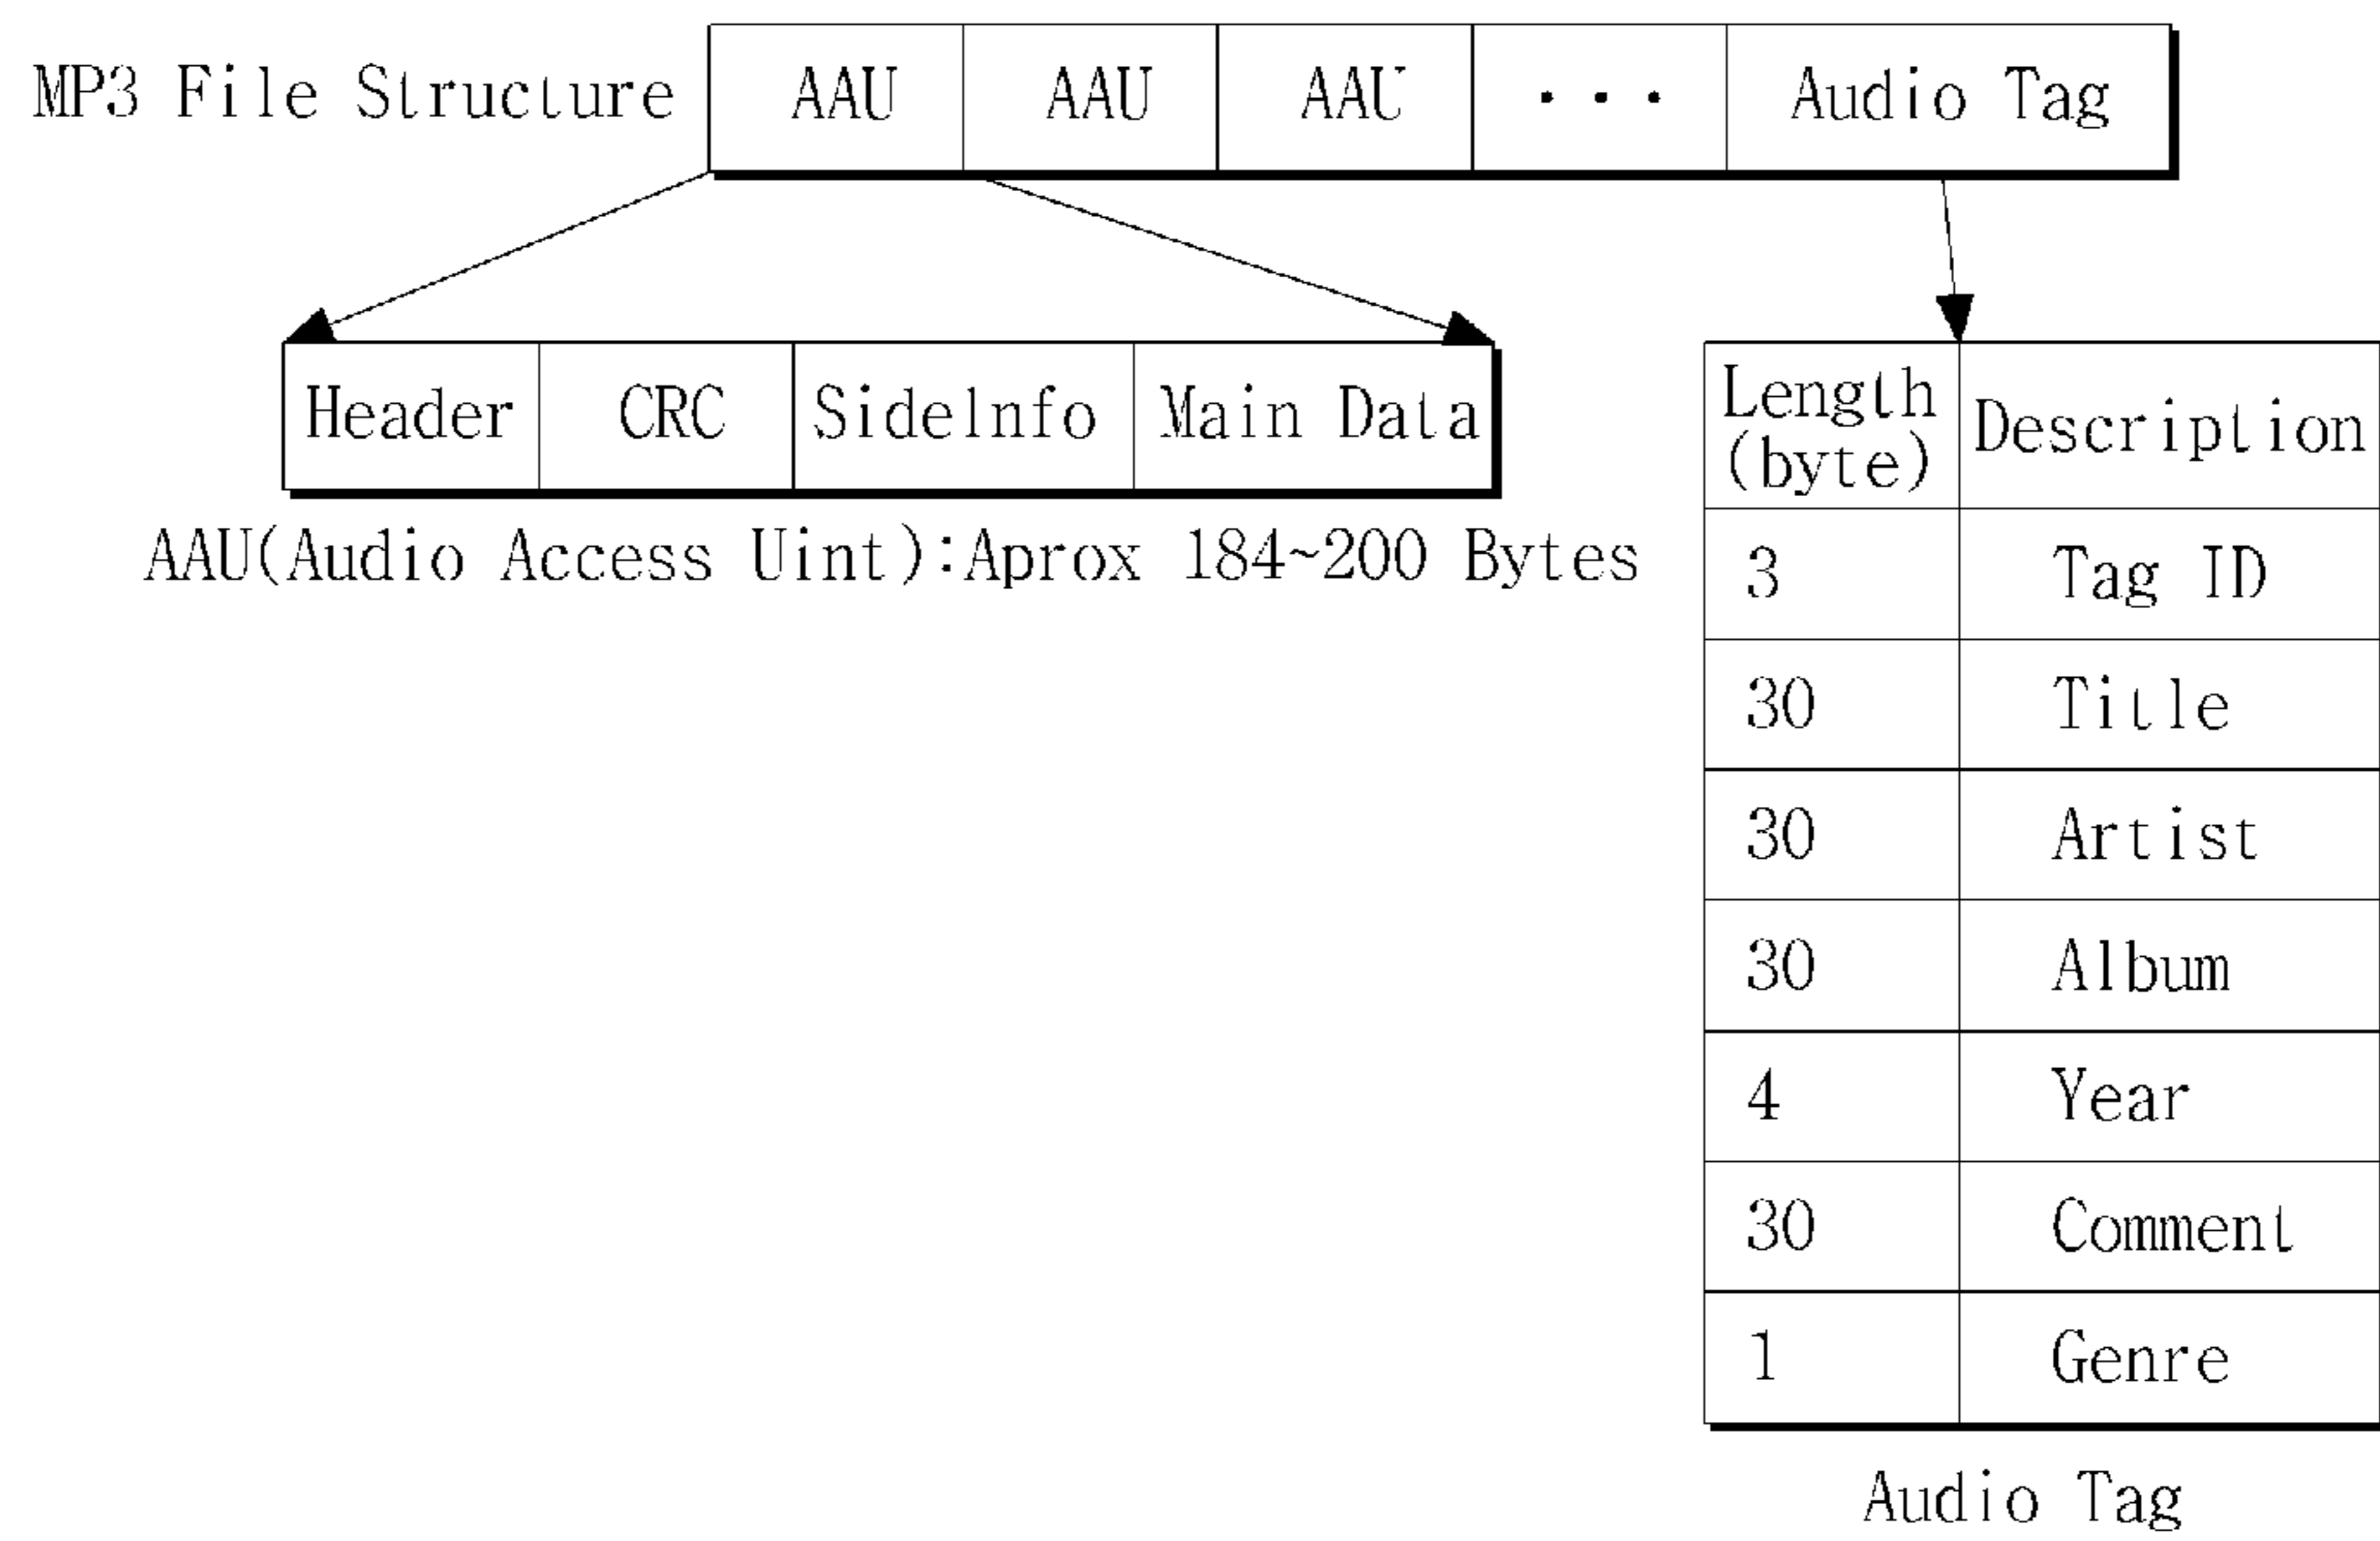 MP3 File Structure AAU AAU AAU ··· Audio Tag
Header CRC SideInfo Main Data
AAU(Audio Access Uint):Aprox 184~200 Bytes
Length (byte) Description
3 Tag ID
30 Title
30 Artist
30 Album
4 Year
30 Comment
1 Genre
Audio Tag